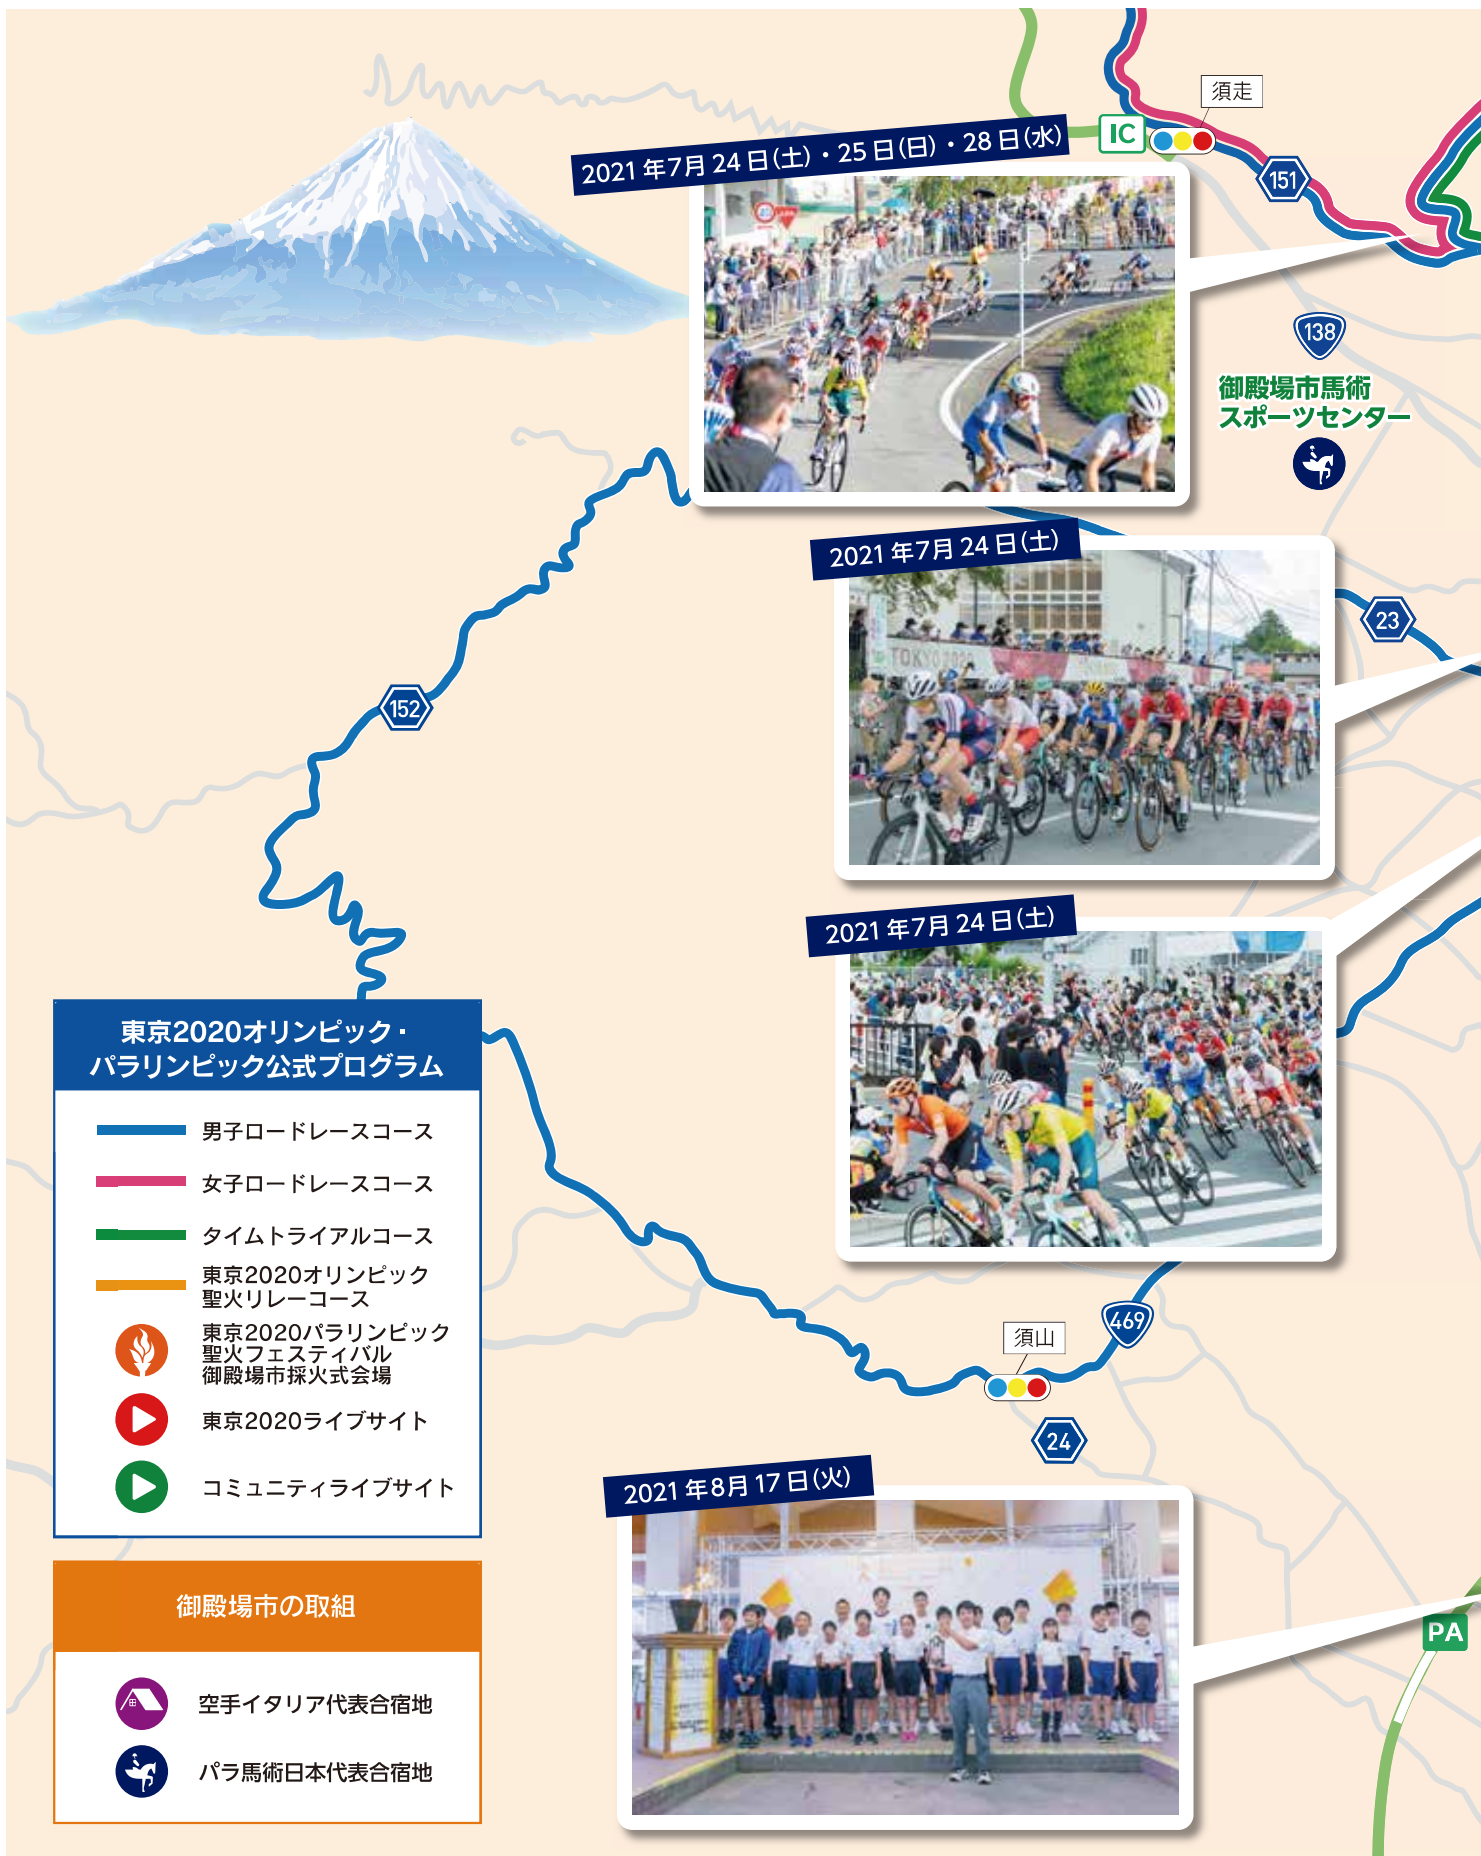 須走
IC
2021年7月24日(土)・25日(日)・28日(水)
151
138
御殿場市馬術
スポーツセンター
2021年7月24日(土)
TOKYO 2020
23
152
2021年7月24日(土)
東京2020オリンピック・
パラリンピック公式プログラム
男子ロードレースコース
女子ロードレースコース
タイムトライアルコース
東京2020オリンピック
聖火リレーコース
東京2020パラリンピック
聖火フェスティバル
御殿場市採火式会場
東京2020ライブサイト
コミュニティライブサイト
469
須山
24
2021年8月17日(火)
御殿場市の取組
空手イタリア代表合宿地
パラ馬術日本代表合宿地
PA